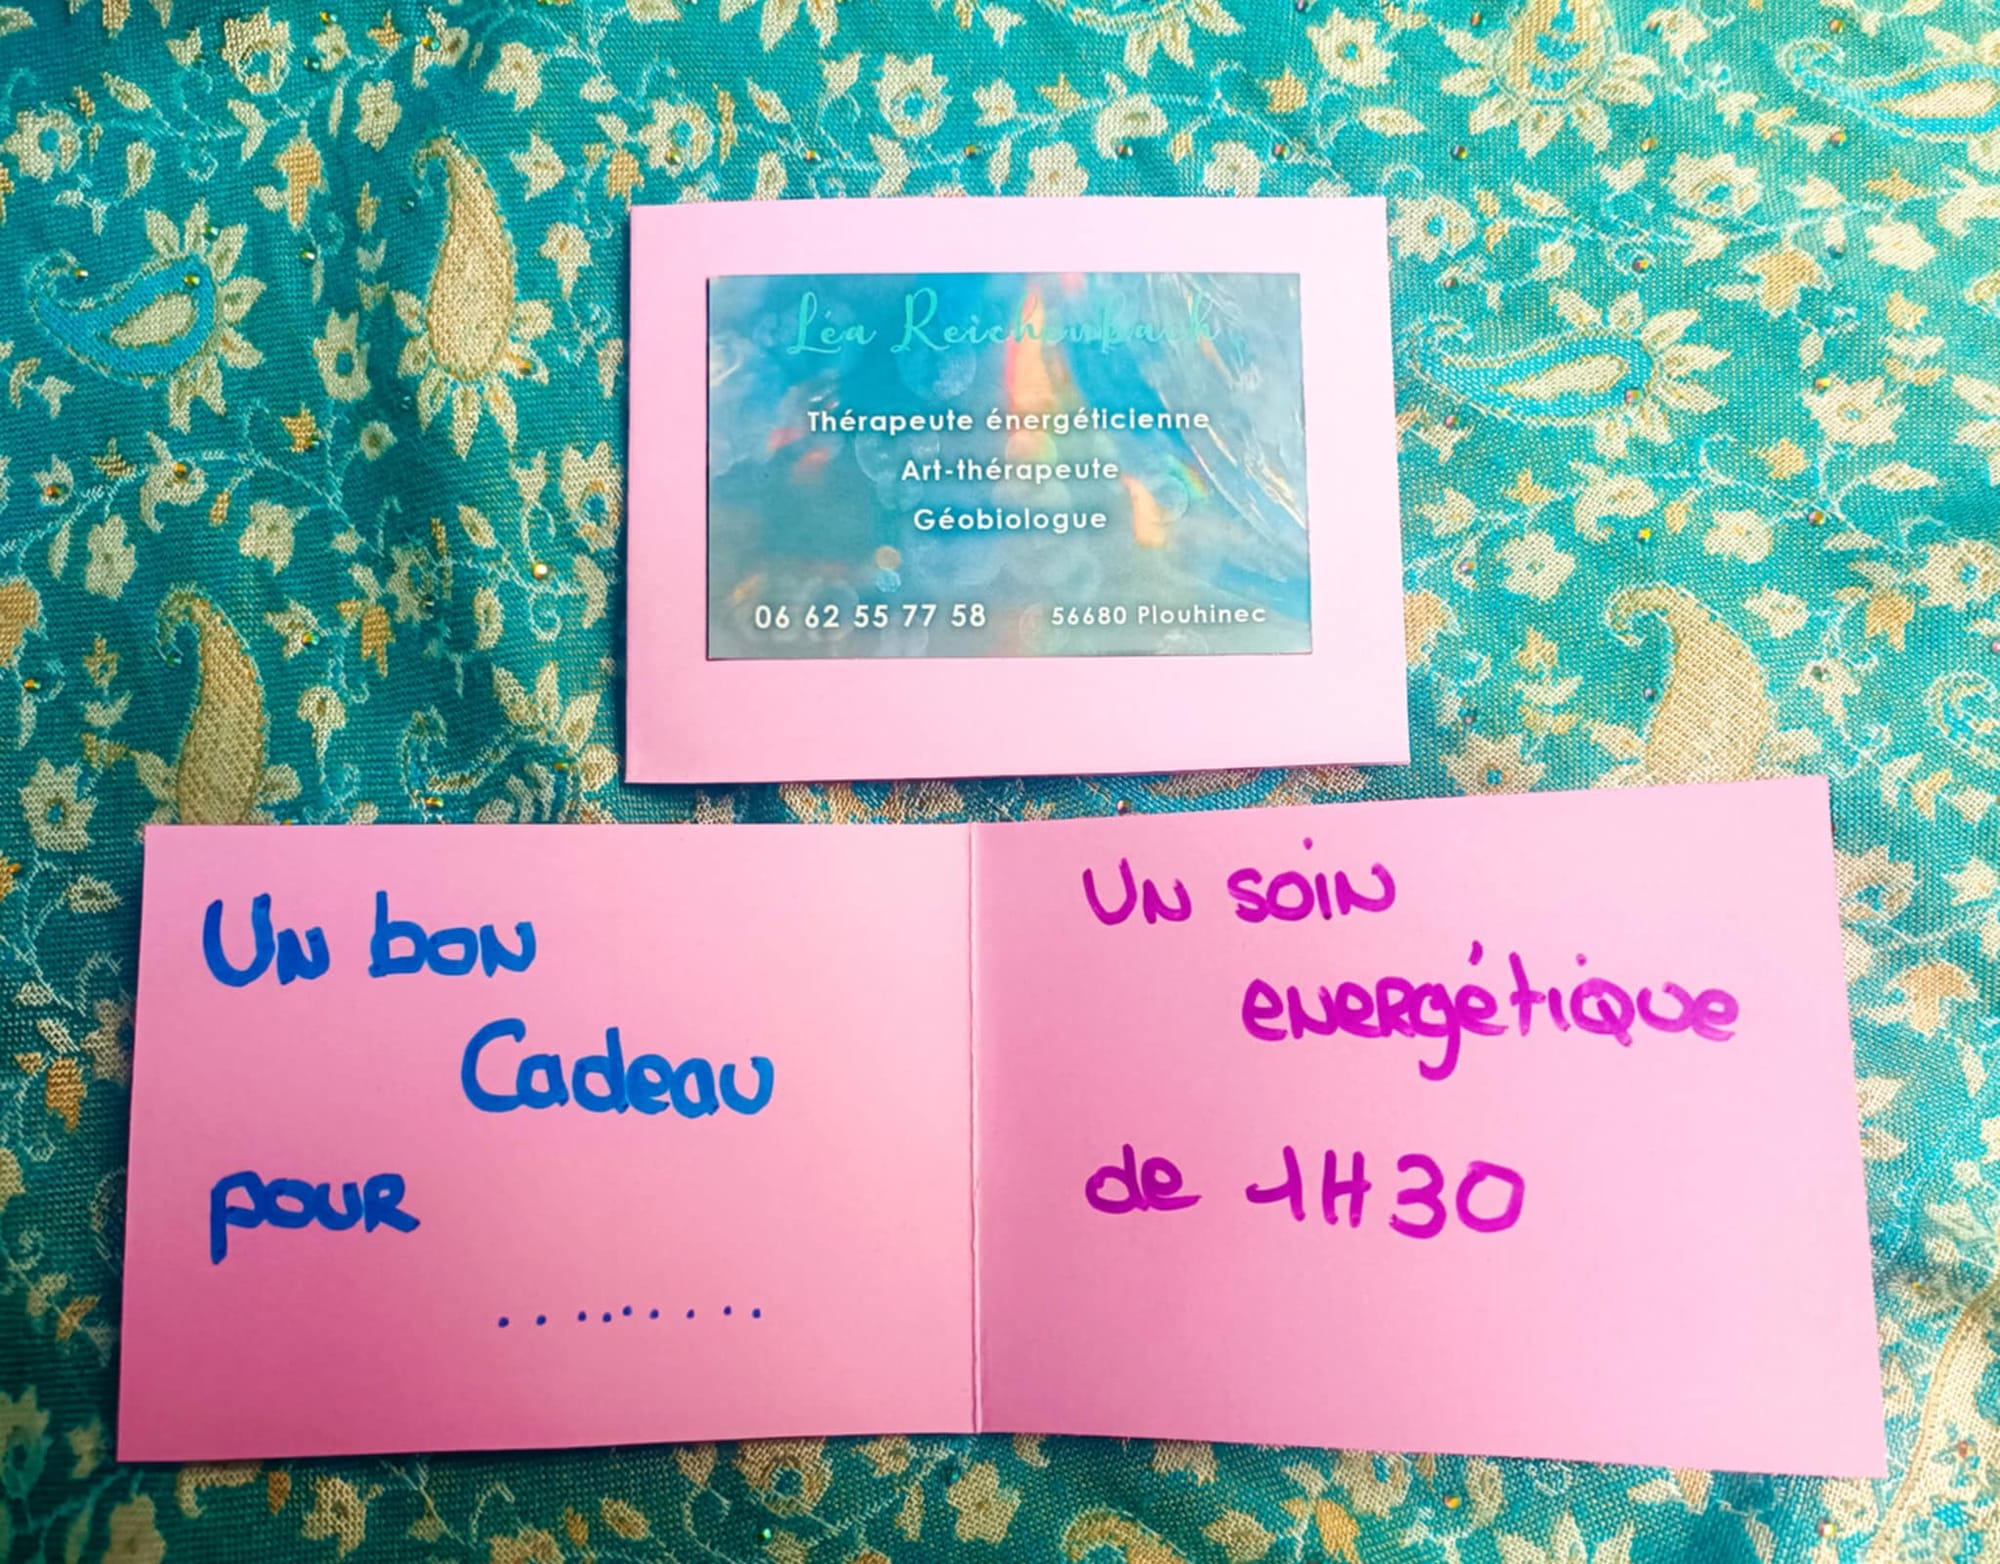 Léa Reichenbach
Thérapeute énergéticienne
Art-thérapeute
Géobiologue
06 62 55 77 58 56680 Plouhinec
Un bon
Cadeau
pour
..........
Un soin
energétique
de 1H30